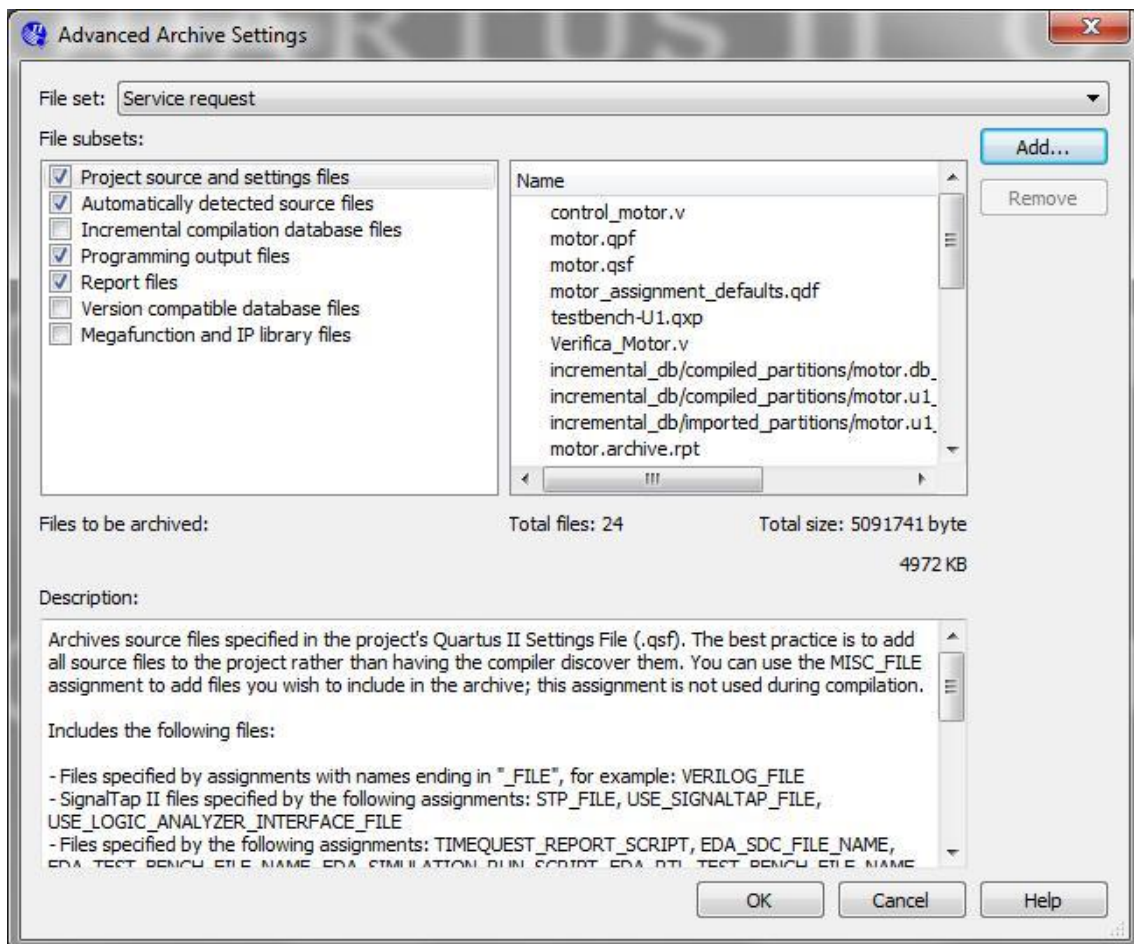 Advanced Archive Settings
File set: Service request
File subsets:
Add...
Project source and settings files
Automatically detected source files
Incremental compilation database files
Programming output files
Report files
Version compatible database files
Megafunction and IP library files
Name
control_motor.v
motor.qpf
motor.qsf
motor_assignment_defaults.qdf
testbench-U1.qxp
Verifica_Motor.v
incremental_db/compiled_partitions/motor.db_
incremental_db/compiled_partitions/motor.u1_
incremental_db/imported_partitions/motor.u1_
motor.archive.rpt
Remove
Files to be archived: Total files: 24 Total size: 5091741 byte
4972 KB
Description:
Archives source files specified in the project's Quartus II Settings File (.qsf). The best practice is to add
all source files to the project rather than having the compiler discover them. You can use the MISC_FILE
assignment to add files you wish to include in the archive; this assignment is not used during compilation.
Includes the following files:
- Files specified by assignments with names ending in "_FILE", for example: VERILOG_FILE
- SignalTap II files specified by the following assignments: STP_FILE, USE_SIGNALTAP_FILE,
USE_LOGIC_ANALYZER_INTERFACE_FILE
- Files specified by the following assignments: TIMEQUEST_REPORT_SCRIPT, EDA_SDC_FILE_NAME,
EDA_TEST_BENCH_FILE_NAME, EDA_SIMULATION_RUN_SCRIPT, EDA_RTL_TEST_BENCH_FILE_NAME
OK Cancel Help